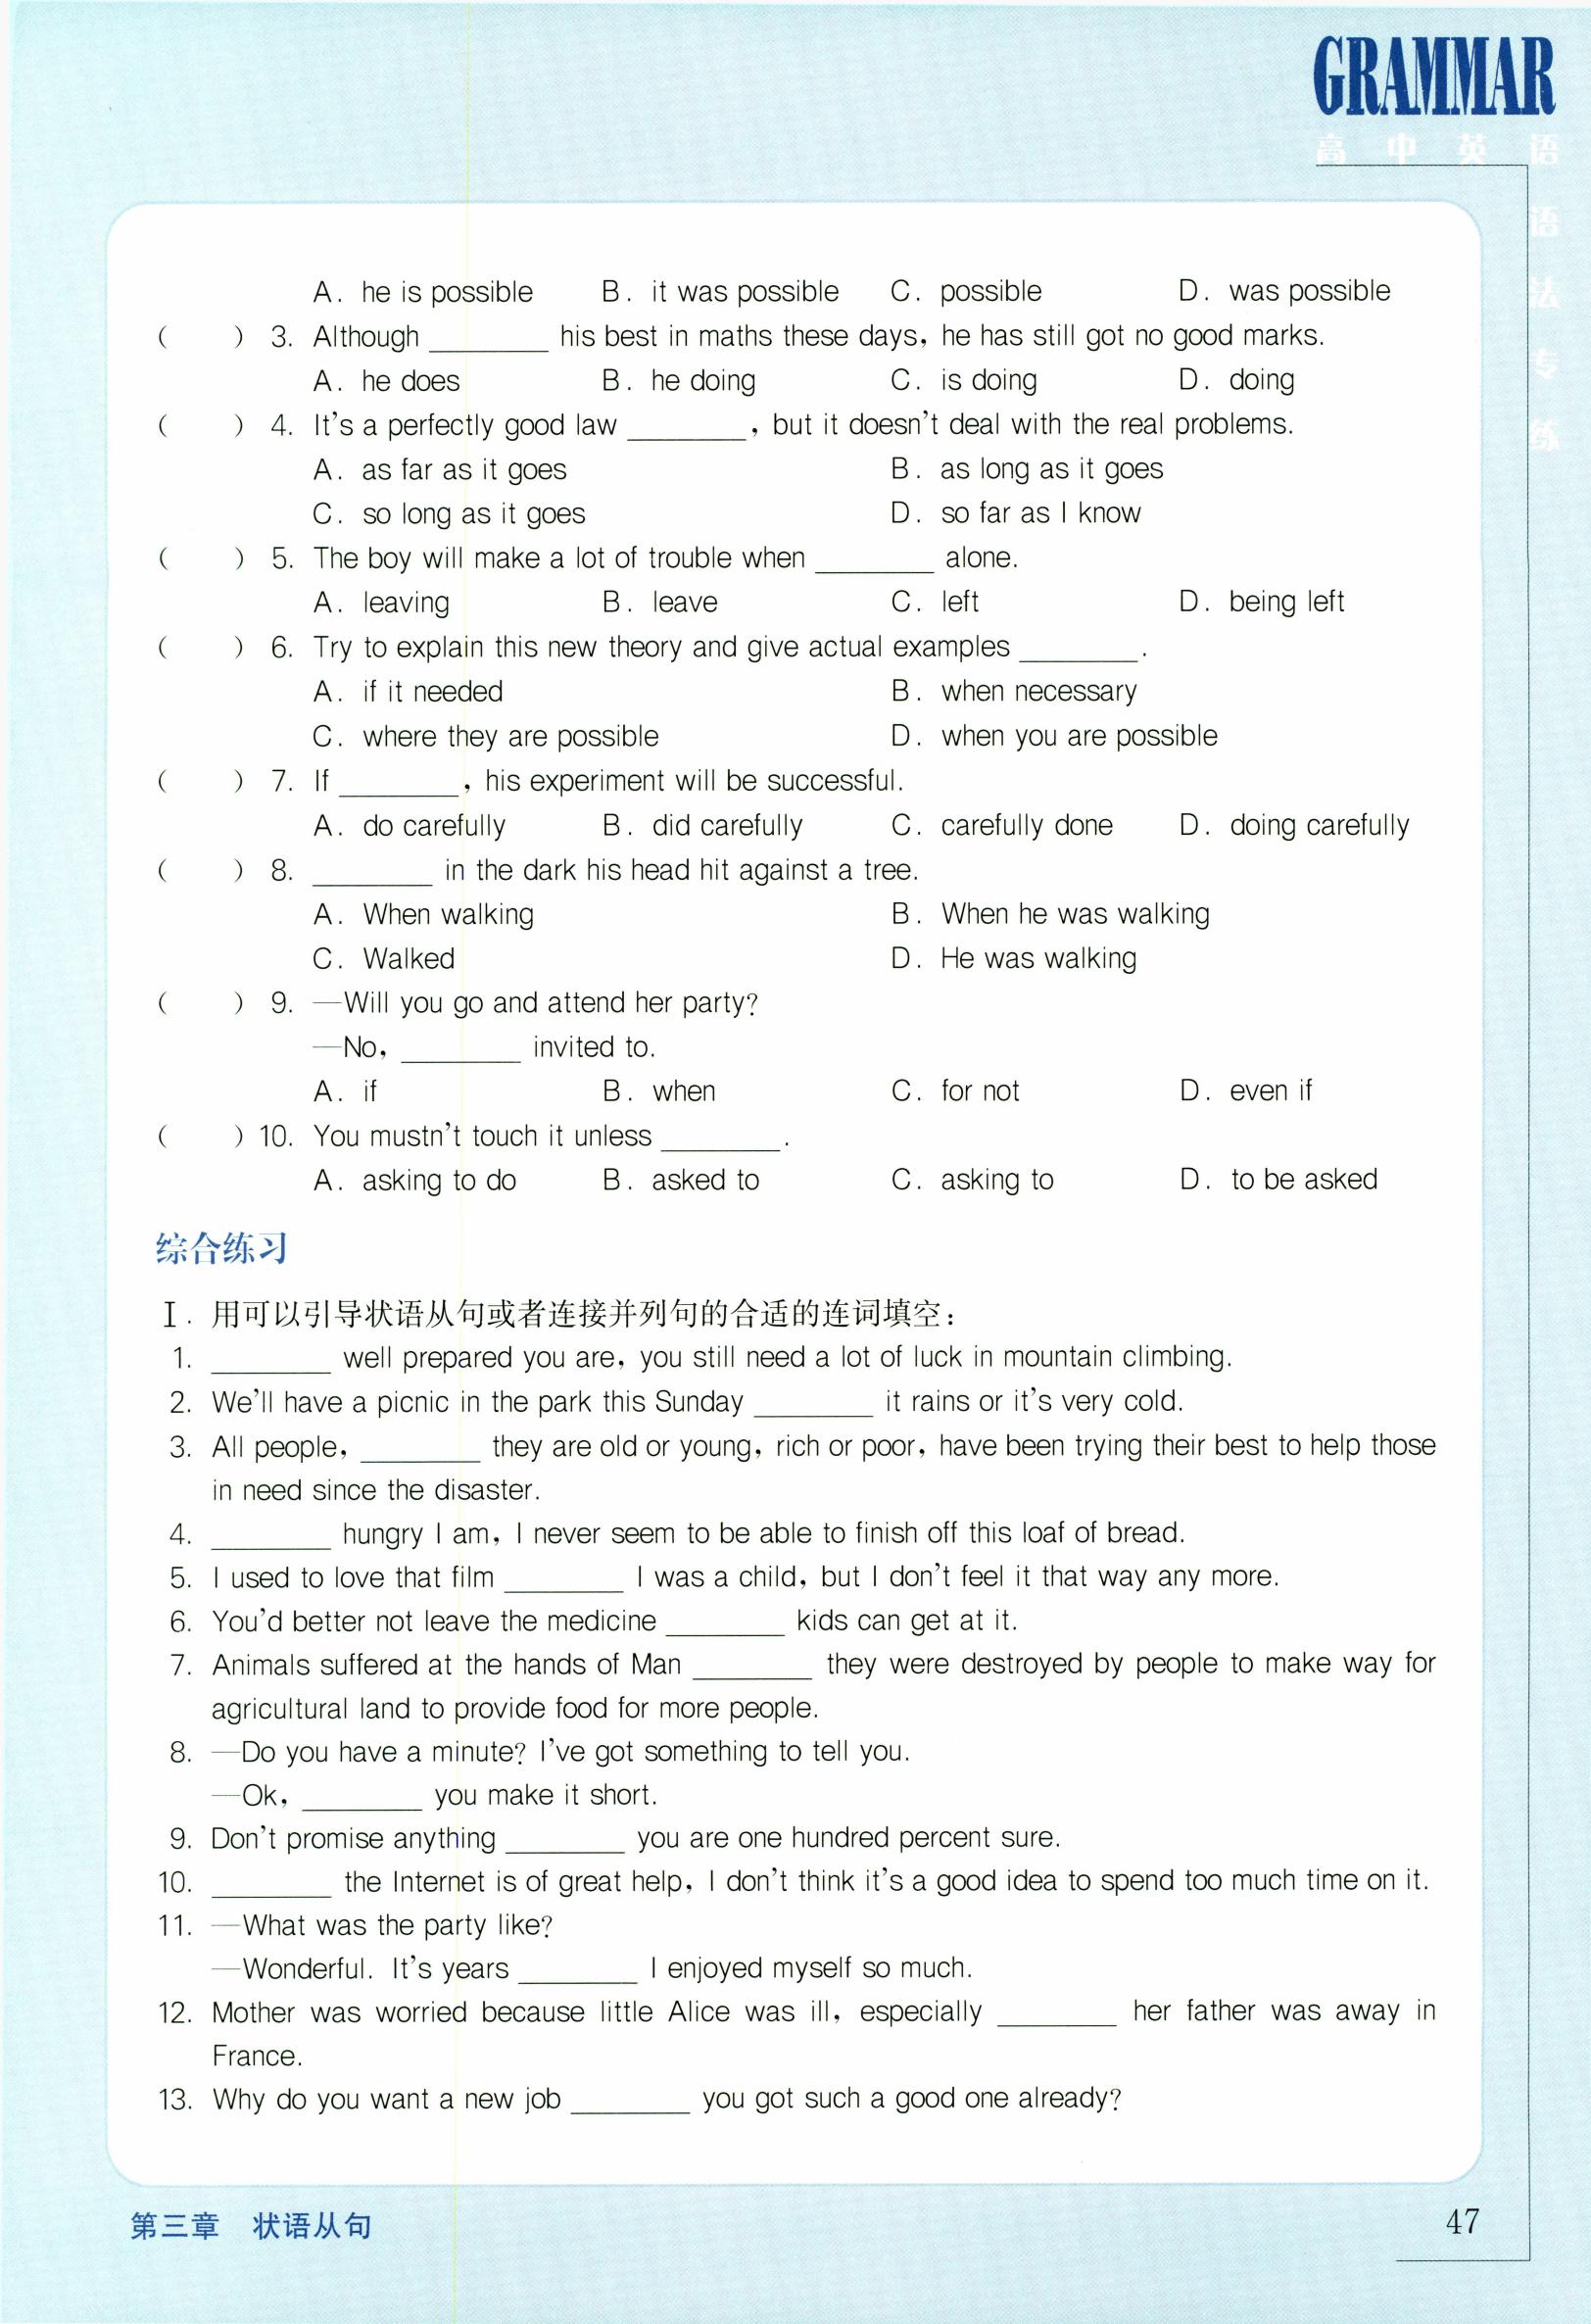 GRAMMAR
高中英语语法专练
A. he is possible B. it was possible C. possible D. was possible
( ) 3. Although ________ his best in maths these days, he has still got no good marks.
A. he does B. he doing C. is doing D. doing
( ) 4. It's a perfectly good law ________, but it doesn't deal with the real problems.
A. as far as it goes B. as long as it goes
C. so long as it goes D. so far as I know
( ) 5. The boy will make a lot of trouble when ________ alone.
A. leaving B. leave C. left D. being left
( ) 6. Try to explain this new theory and give actual examples ________.
A. if it needed B. when necessary
C. where they are possible D. when you are possible
( ) 7. If ________, his experiment will be successful.
A. do carefully B. did carefully C. carefully done D. doing carefully
( ) 8. ________ in the dark his head hit against a tree.
A. When walking B. When he was walking
C. Walked D. He was walking
( ) 9. —Will you go and attend her party?
—No, ________ invited to.
A. if B. when C. for not D. even if
( ) 10. You mustn't touch it unless ________.
A. asking to do B. asked to C. asking to D. to be asked
综合练习
Ⅰ. 用可以引导状语从句或者连接并列句的合适的连词填空：
1. ________ well prepared you are, you still need a lot of luck in mountain climbing.
2. We'll have a picnic in the park this Sunday ________ it rains or it's very cold.
3. All people, ________ they are old or young, rich or poor, have been trying their best to help those
in need since the disaster.
4. ________ hungry I am, I never seem to be able to finish off this loaf of bread.
5. I used to love that film ________ I was a child, but I don't feel it that way any more.
6. You'd better not leave the medicine ________ kids can get at it.
7. Animals suffered at the hands of Man ________ they were destroyed by people to make way for
agricultural land to provide food for more people.
8. —Do you have a minute? I've got something to tell you.
—Ok, ________ you make it short.
9. Don't promise anything ________ you are one hundred percent sure.
10. ________ the Internet is of great help, I don't think it's a good idea to spend too much time on it.
11. —What was the party like?
—Wonderful. It's years ________ I enjoyed myself so much.
12. Mother was worried because little Alice was ill, especially ________ her father was away in
France.
13. Why do you want a new job ________ you got such a good one already?
第三章 状语从句
47